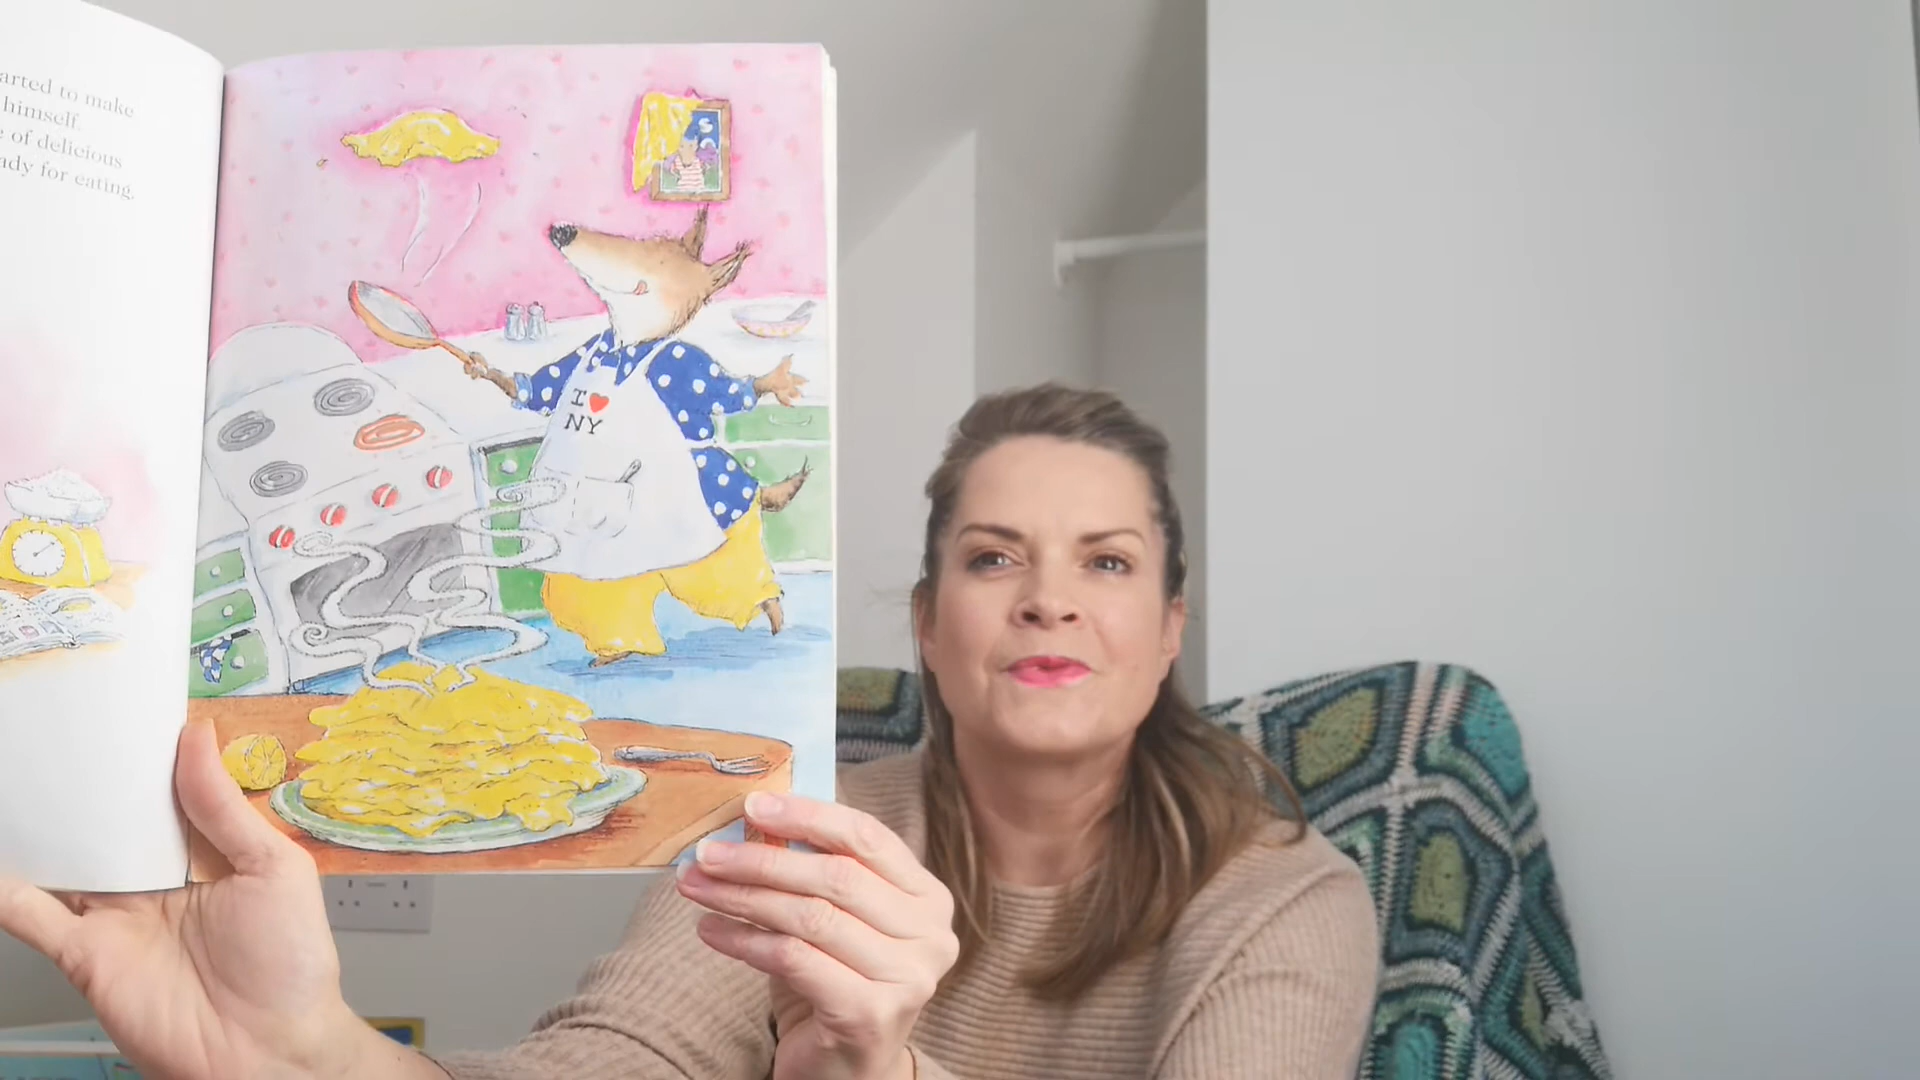 arted to make
himself.
e of delicious
ady for eating.
I ♥
NY